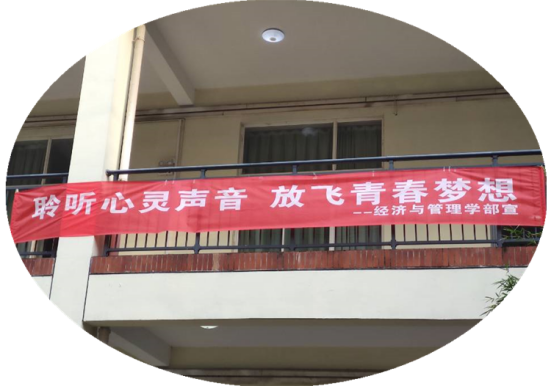 聆听心灵声音 放飞青春梦想
--经济与管理学部宣